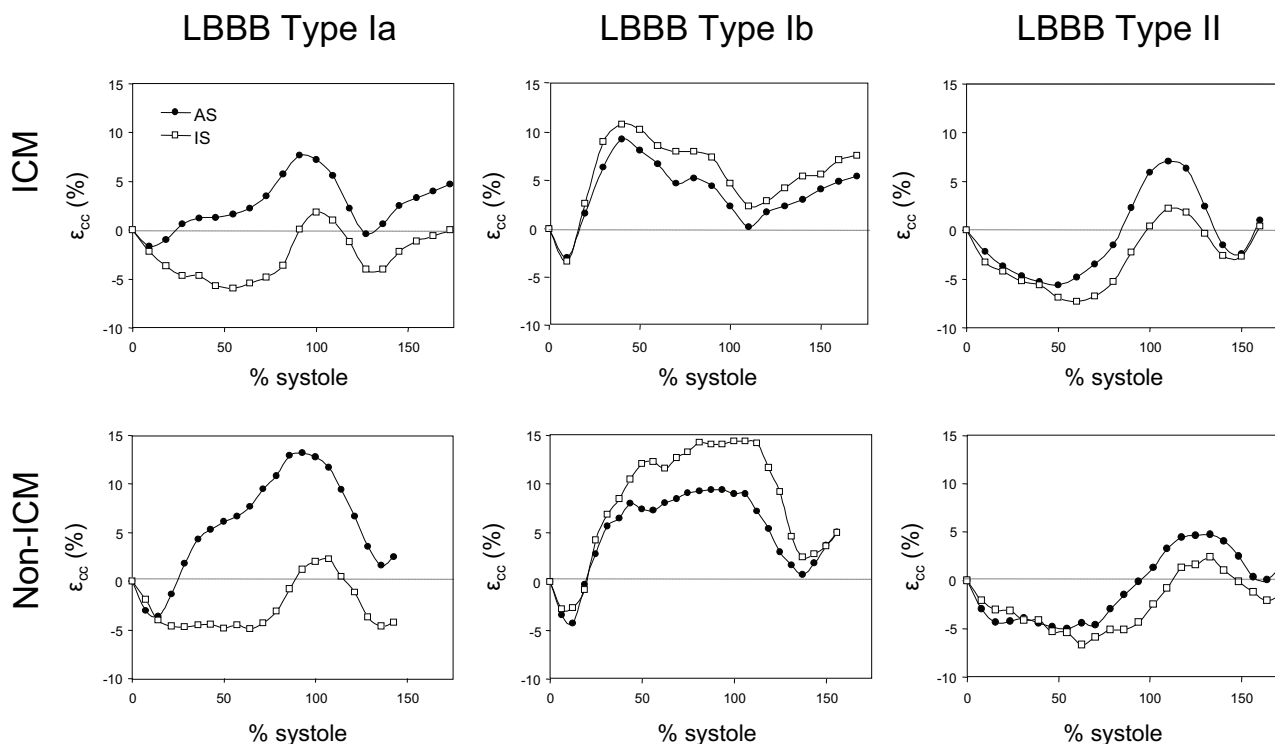 LBBB Type Ia LBBB Type Ib LBBB Type II
ICM
15 15 15
10 10 10
5 5 5
0 0 0
-5 -5 -5
-10 -10 -10
AS
IS
εcc (%) εcc (%) εcc (%)
0 50 100 150 0 50 100 150 0 50 100 150
% systole % systole % systole
Non-ICM
15 15 15
10 10 10
5 5 5
0 0 0
-5 -5 -5
-10 -10 -10
εcc (%) εcc (%) εcc (%)
0 50 100 150 0 50 100 150 0 50 100 150
% systole % systole % systole